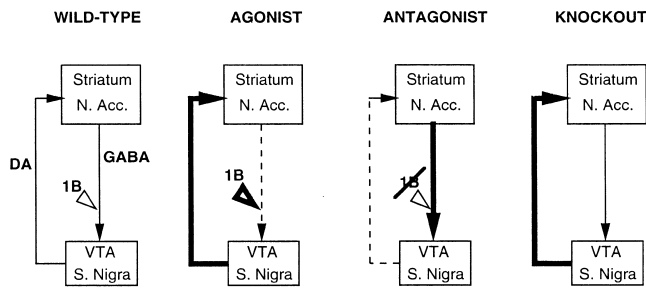 WILD-TYPE
AGONIST
ANTAGONIST
KNOCKOUT
Striatum
N. Acc.
DA
GABA
1B
VTA
S. Nigra
Striatum
N. Acc.
1B
VTA
S. Nigra
Striatum
N. Acc.
1B
VTA
S. Nigra
Striatum
N. Acc.
VTA
S. Nigra